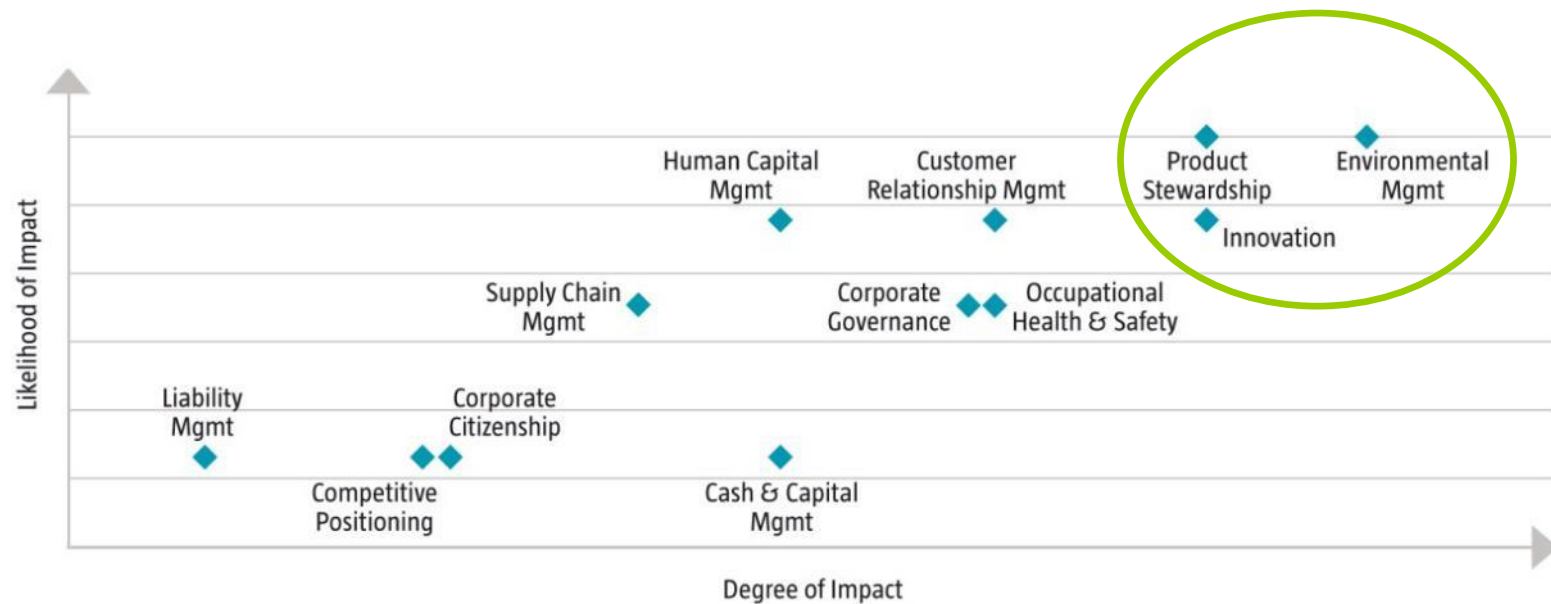 Likelihood of Impact
Human Capital
Mgmt
Customer
Relationship Mgmt
Product
Stewardship
Environmental
Mgmt
Innovation
Supply Chain
Mgmt
Corporate
Governance
Occupational
Health & Safety
Liability
Mgmt
Corporate
Citizenship
Competitive
Positioning
Cash & Capital
Mgmt
Degree of Impact